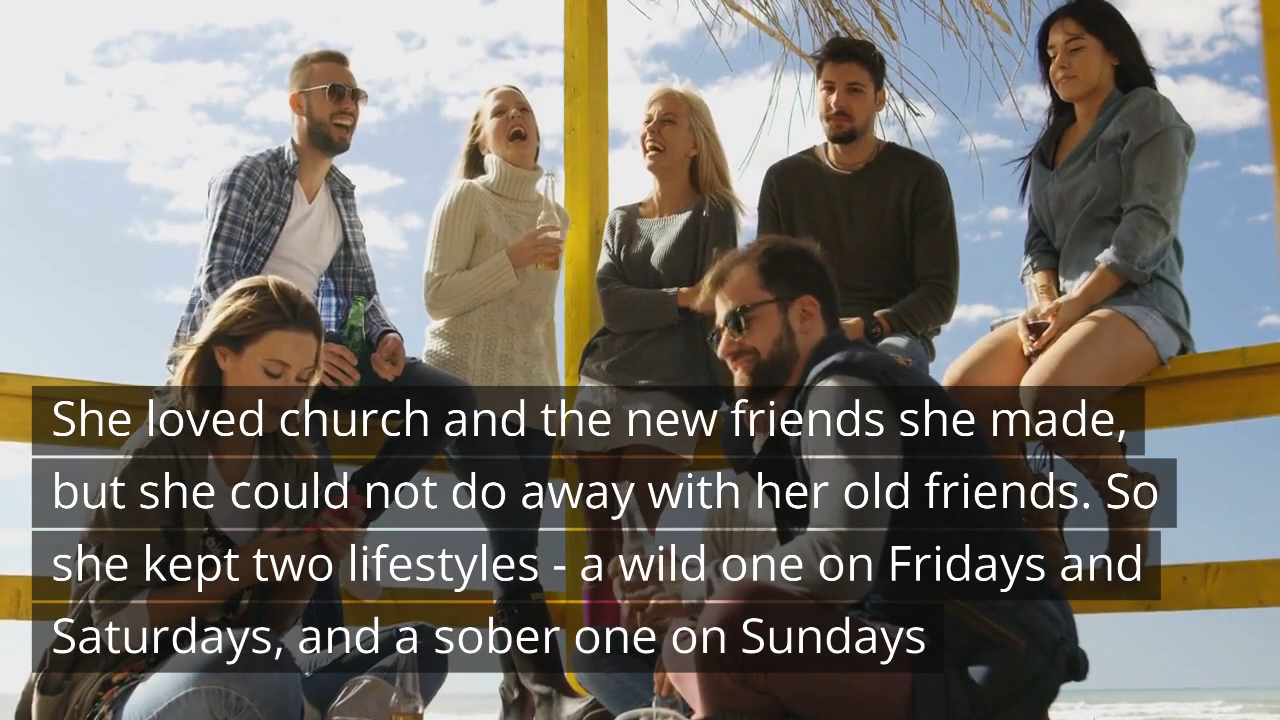 She loved church and the new friends she made,
but she could not do away with her old friends. So
she kept two lifestyles - a wild one on Fridays and
Saturdays, and a sober one on Sundays